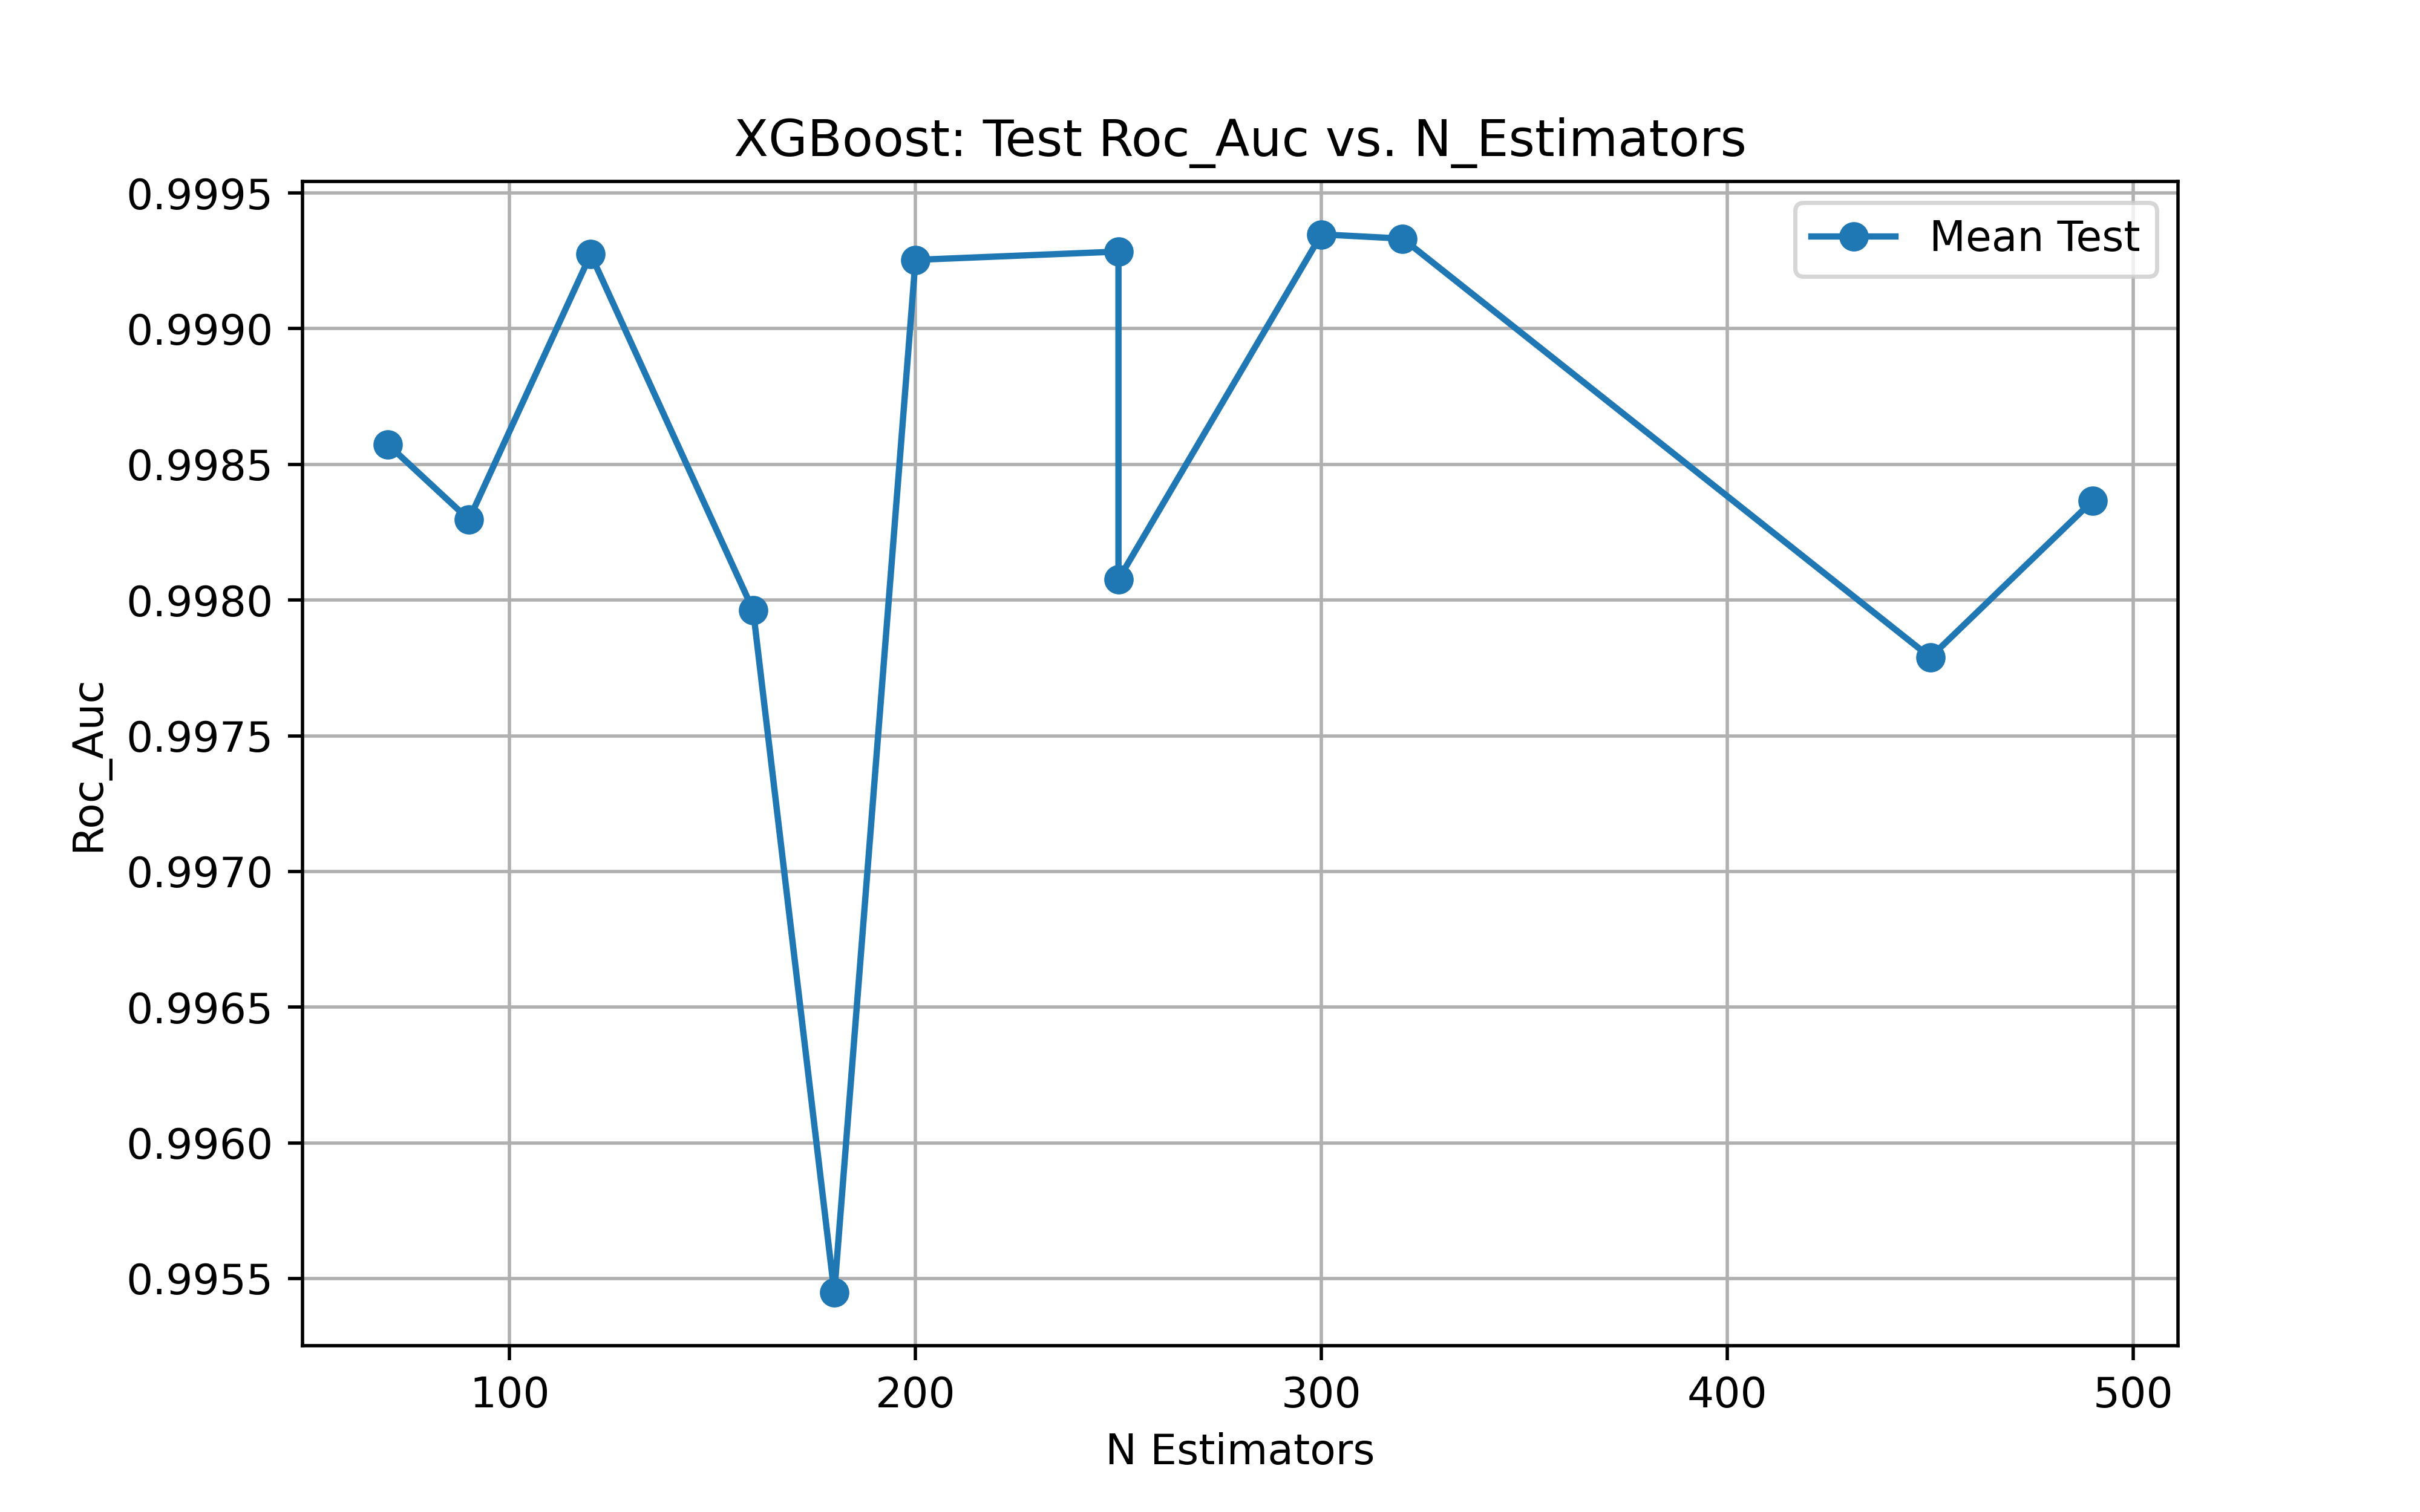 XGBoost: Test Roc_Auc vs. N_Estimators
Mean Test
0.9995
0.9990
0.9985
0.9980
0.9975
0.9970
0.9965
0.9960
0.9955
Roc_Auc
100 200 300 400 500
N Estimators